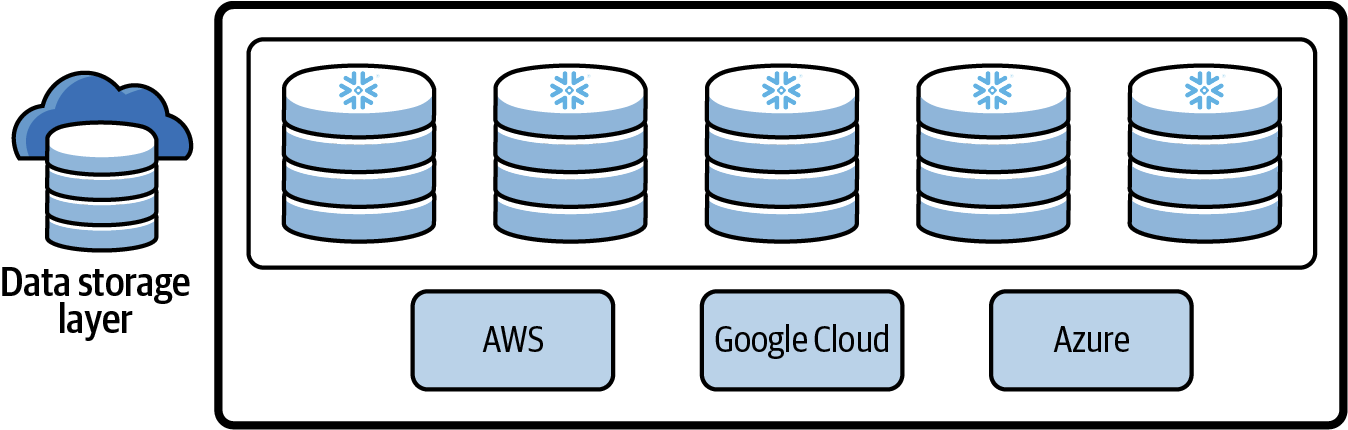 Data storage
layer
AWS
Google Cloud
Azure